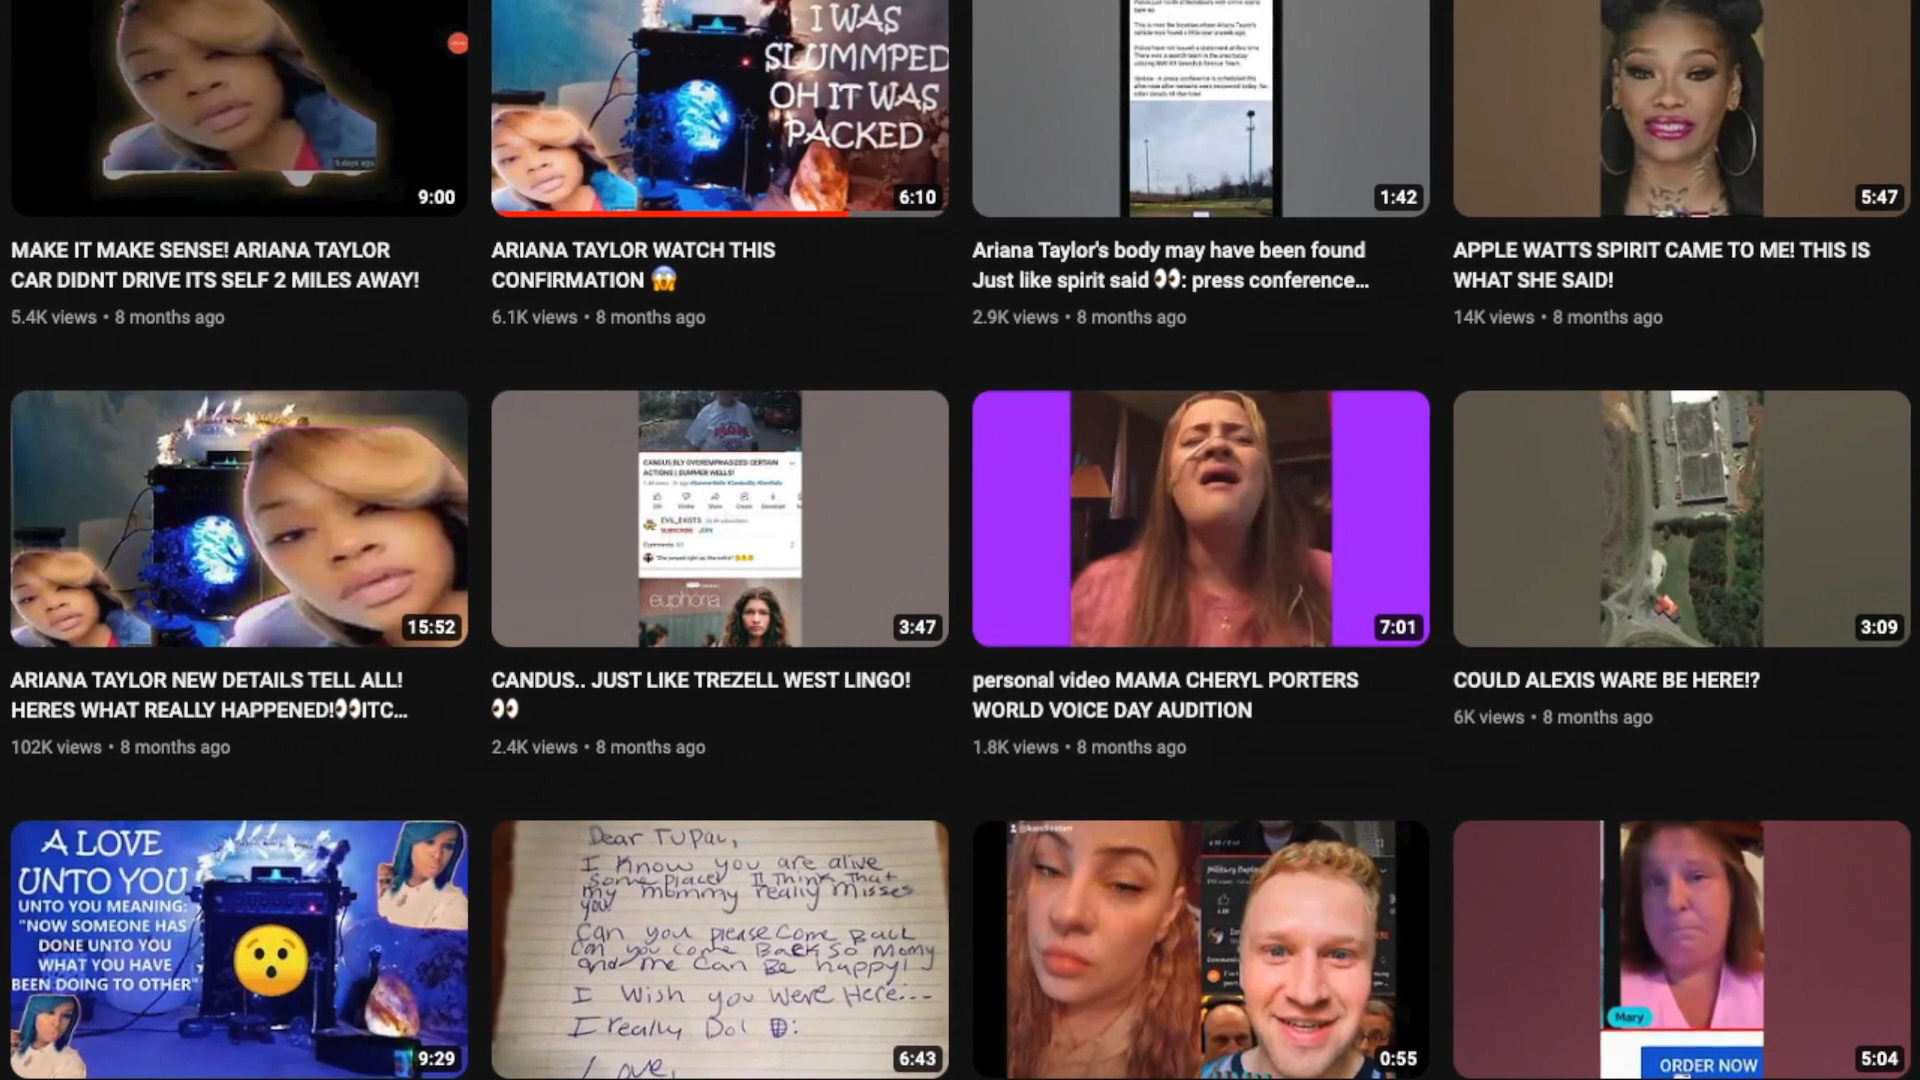 9:00
I WAS
SLUMMPED
OH IT WAS
PACKED
6:10
1:42
5:47
MAKE IT MAKE SENSE! ARIANA TAYLOR
CAR DIDNT DRIVE ITS SELF 2 MILES AWAY!
5.4K views • 8 months ago
ARIANA TAYLOR WATCH THIS
CONFIRMATION 😱
6.1K views • 8 months ago
Ariana Taylor's body may have been found
Just like spirit said 👀: press conference...
2.9K views • 8 months ago
APPLE WATTS SPIRIT CAME TO ME! THIS IS
WHAT SHE SAID!
14K views • 8 months ago
15:52
CANDUS BLY OVEREMPHASIZED CERTAIN
ACTIONS | SUMMER WELLS!
EVIL_EXISTS
SUBSCRIBE JOIN
euphoria
3:47
7:01
3:09
ARIANA TAYLOR NEW DETAILS TELL ALL!
HERES WHAT REALLY HAPPENED!👀ITC...
102K views • 8 months ago
CANDUS.. JUST LIKE TREZELL WEST LINGO!
👀
2.4K views • 8 months ago
personal video MAMA CHERYL PORTERS
WORLD VOICE DAY AUDITION
1.8K views • 8 months ago
COULD ALEXIS WARE BE HERE!?
6K views • 8 months ago
A LOVE
UNTO YOU
UNTO YOU MEANING:
"NOW SOMEONE HAS
DONE UNTO YOU
WHAT YOU HAVE
BEEN DOING TO OTHER"
9:29
Dear Tupac,
I know you are alive
some place! I Think That
my mommy really misses
you.
Can you please come Back
Can you come Back so momy
and me can Be happy!
I wish you were Here...
I really Do!
Love,
6:43
0:55
Mary
ORDER NOW
5:04